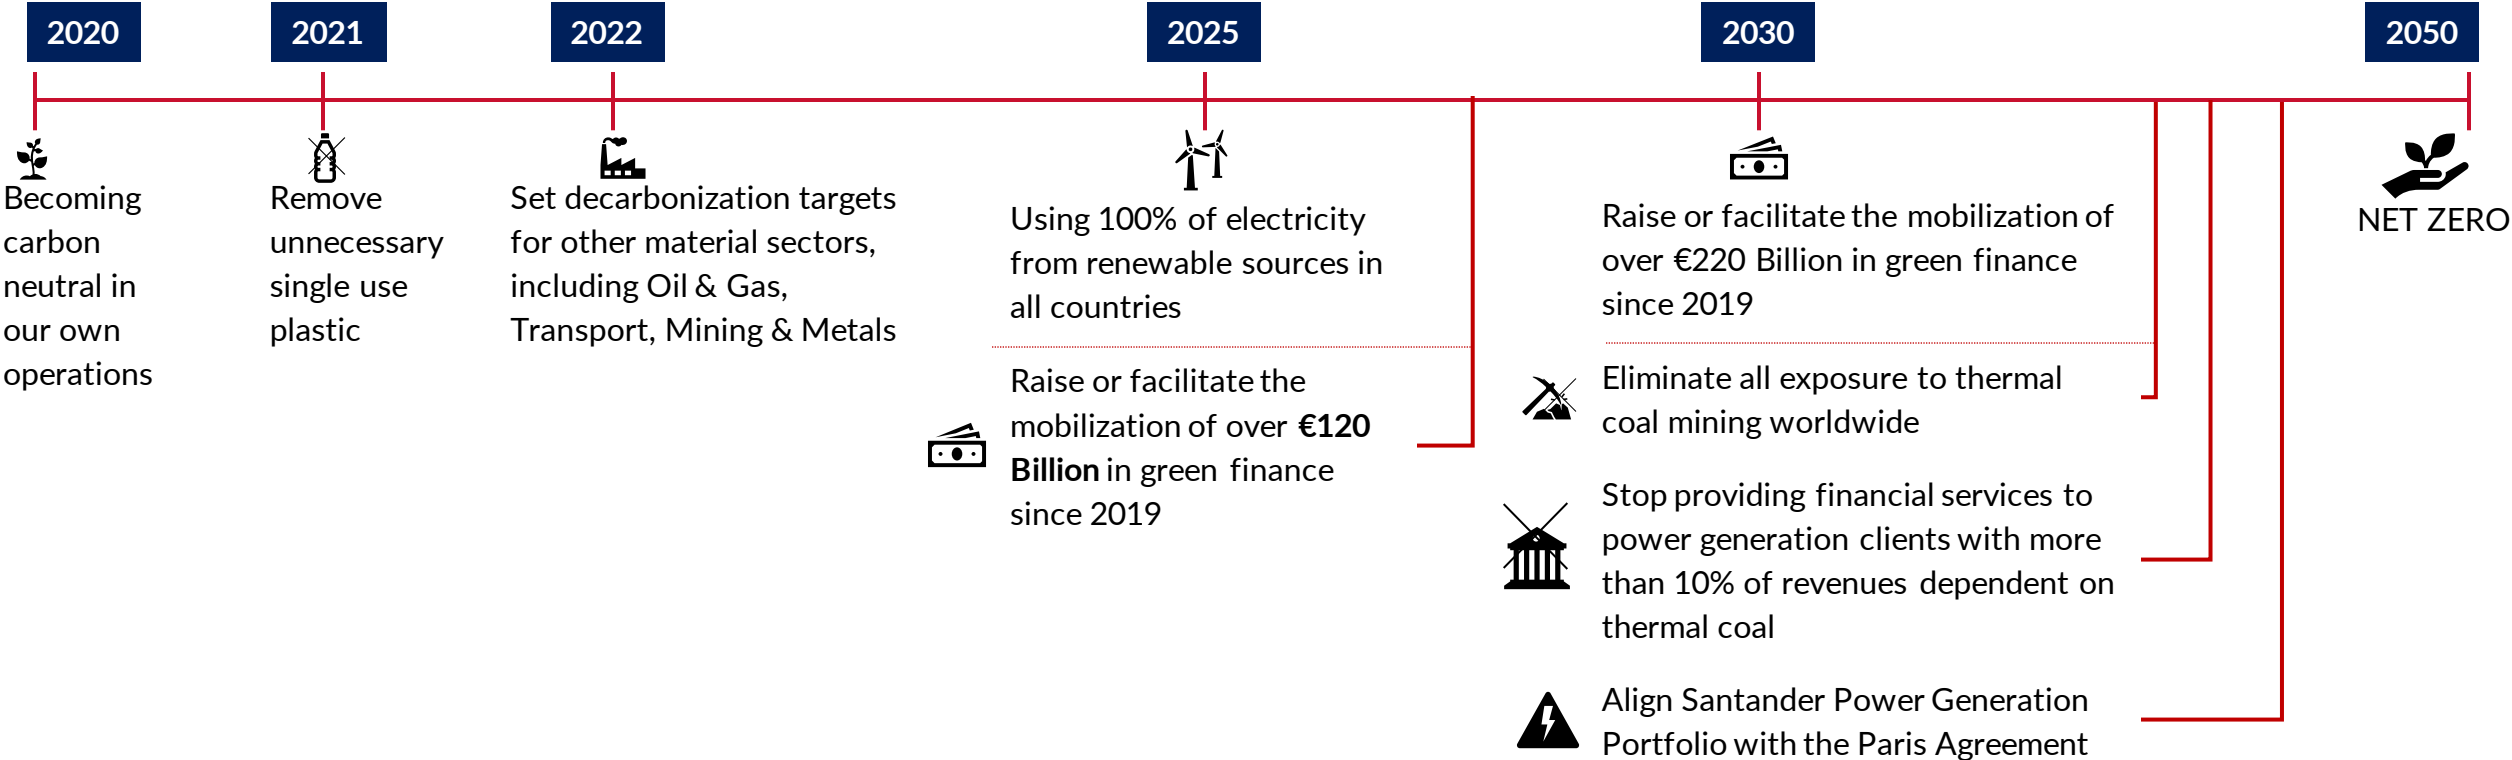 2020
2021
2022
2025
2030
2050
Becoming
carbon
neutral in
our own
operations
Remove
unnecessary
single use
plastic
Set decarbonization targets
for other material sectors,
including Oil & Gas,
Transport, Mining & Metals
Using 100% of electricity
from renewable sources in
all countries
Raise or facilitate the
mobilization of over €120
Billion in green finance
since 2019
Raise or facilitate the mobilization of
over €220 Billion in green finance
since 2019
Eliminate all exposure to thermal
coal mining worldwide
Stop providing financial services to
power generation clients with more
than 10% of revenues dependent on
thermal coal
Align Santander Power Generation
Portfolio with the Paris Agreement
NET ZERO